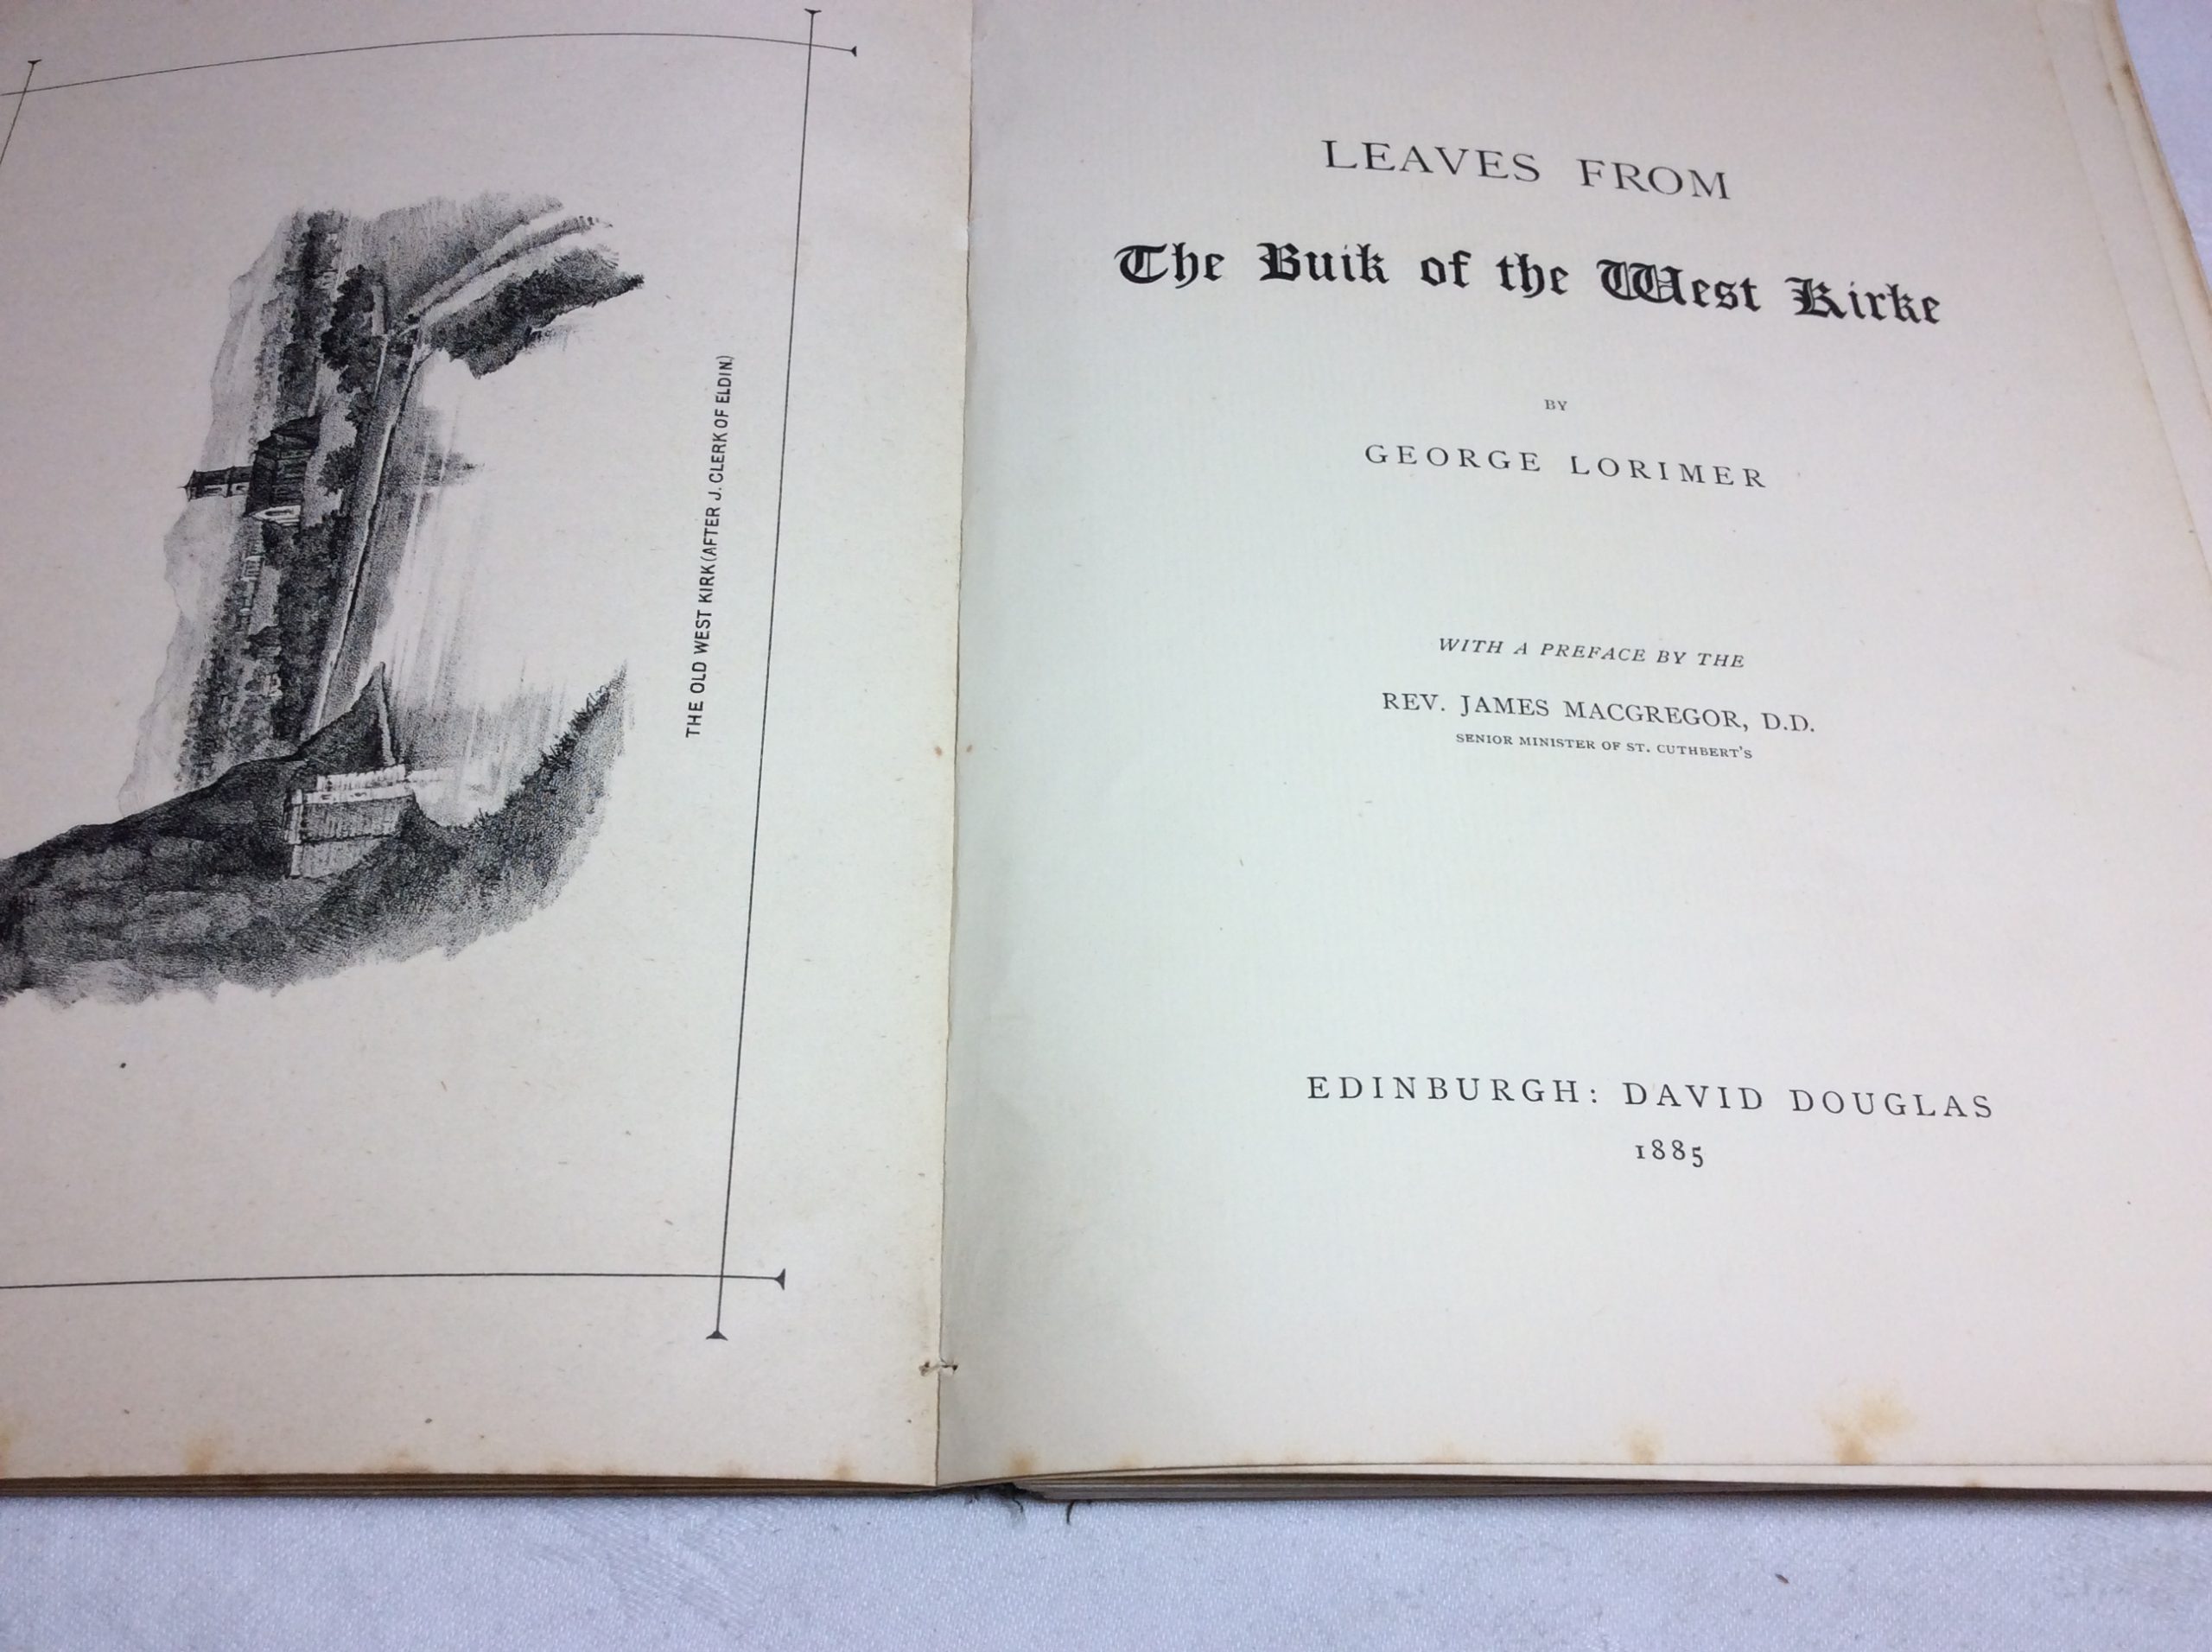 THE OLD WEST KIRK (AFTER J. CLERK OF ELDIN)
LEAVES FROM
The Buik of the West Kirke
BY
GEORGE LORIMER
WITH A PREFACE BY THE
REV. JAMES MACGREGOR, D.D.
SENIOR MINISTER OF ST. CUTHBERT'S
EDINBURGH: DAVID DOUGLAS
1885